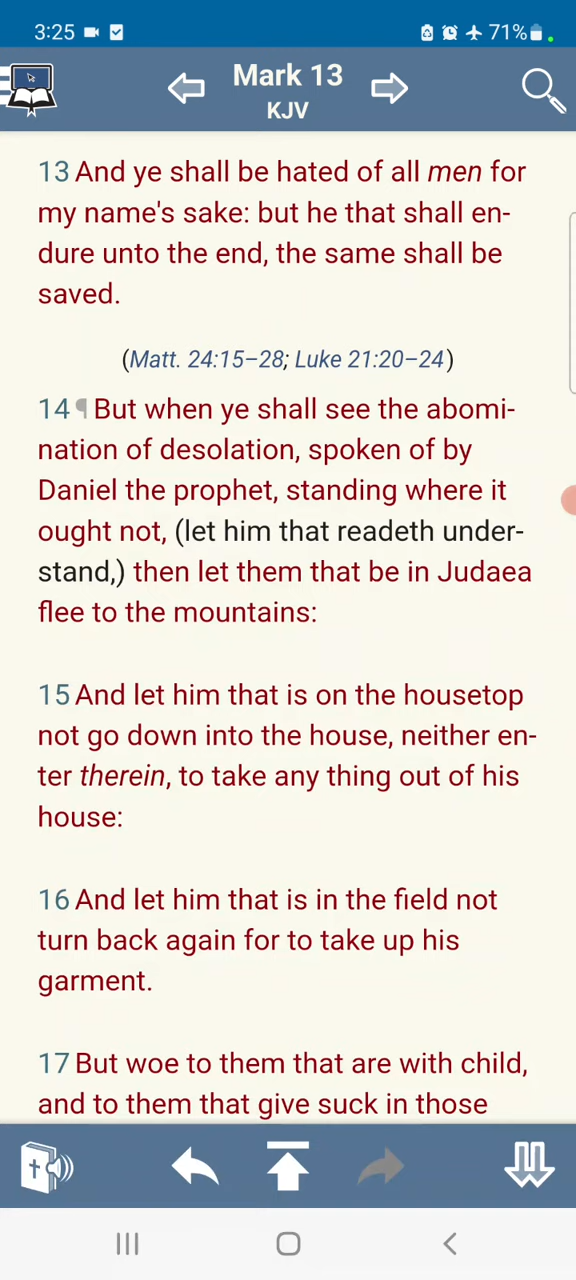 3:25
71%
Mark 13
KJV
13 And ye shall be hated of all men for
my name's sake: but he that shall en-
dure unto the end, the same shall be
saved.
(Matt. 24:15–28; Luke 21:20–24)
14 ¶ But when ye shall see the abomi-
nation of desolation, spoken of by
Daniel the prophet, standing where it
ought not, (let him that readeth under-
stand,) then let them that be in Judaea
flee to the mountains:
15 And let him that is on the housetop
not go down into the house, neither en-
ter therein, to take any thing out of his
house:
16 And let him that is in the field not
turn back again for to take up his
garment.
17 But woe to them that are with child,
and to them that give suck in those